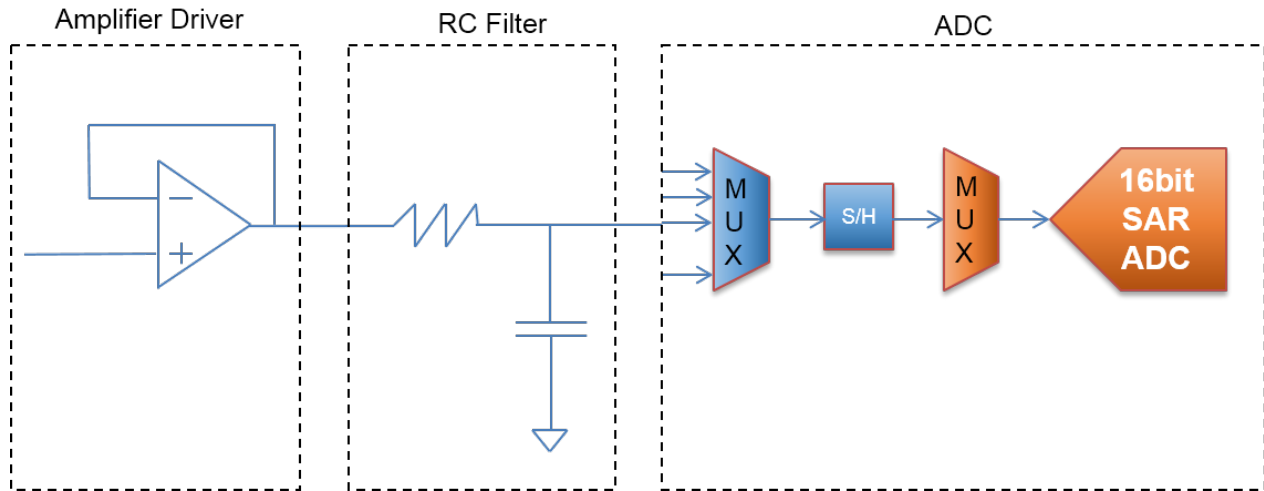 Amplifier Driver
RC Filter
ADC
−
+
M
U
X
S/H
M
U
X
16bit
SAR
ADC